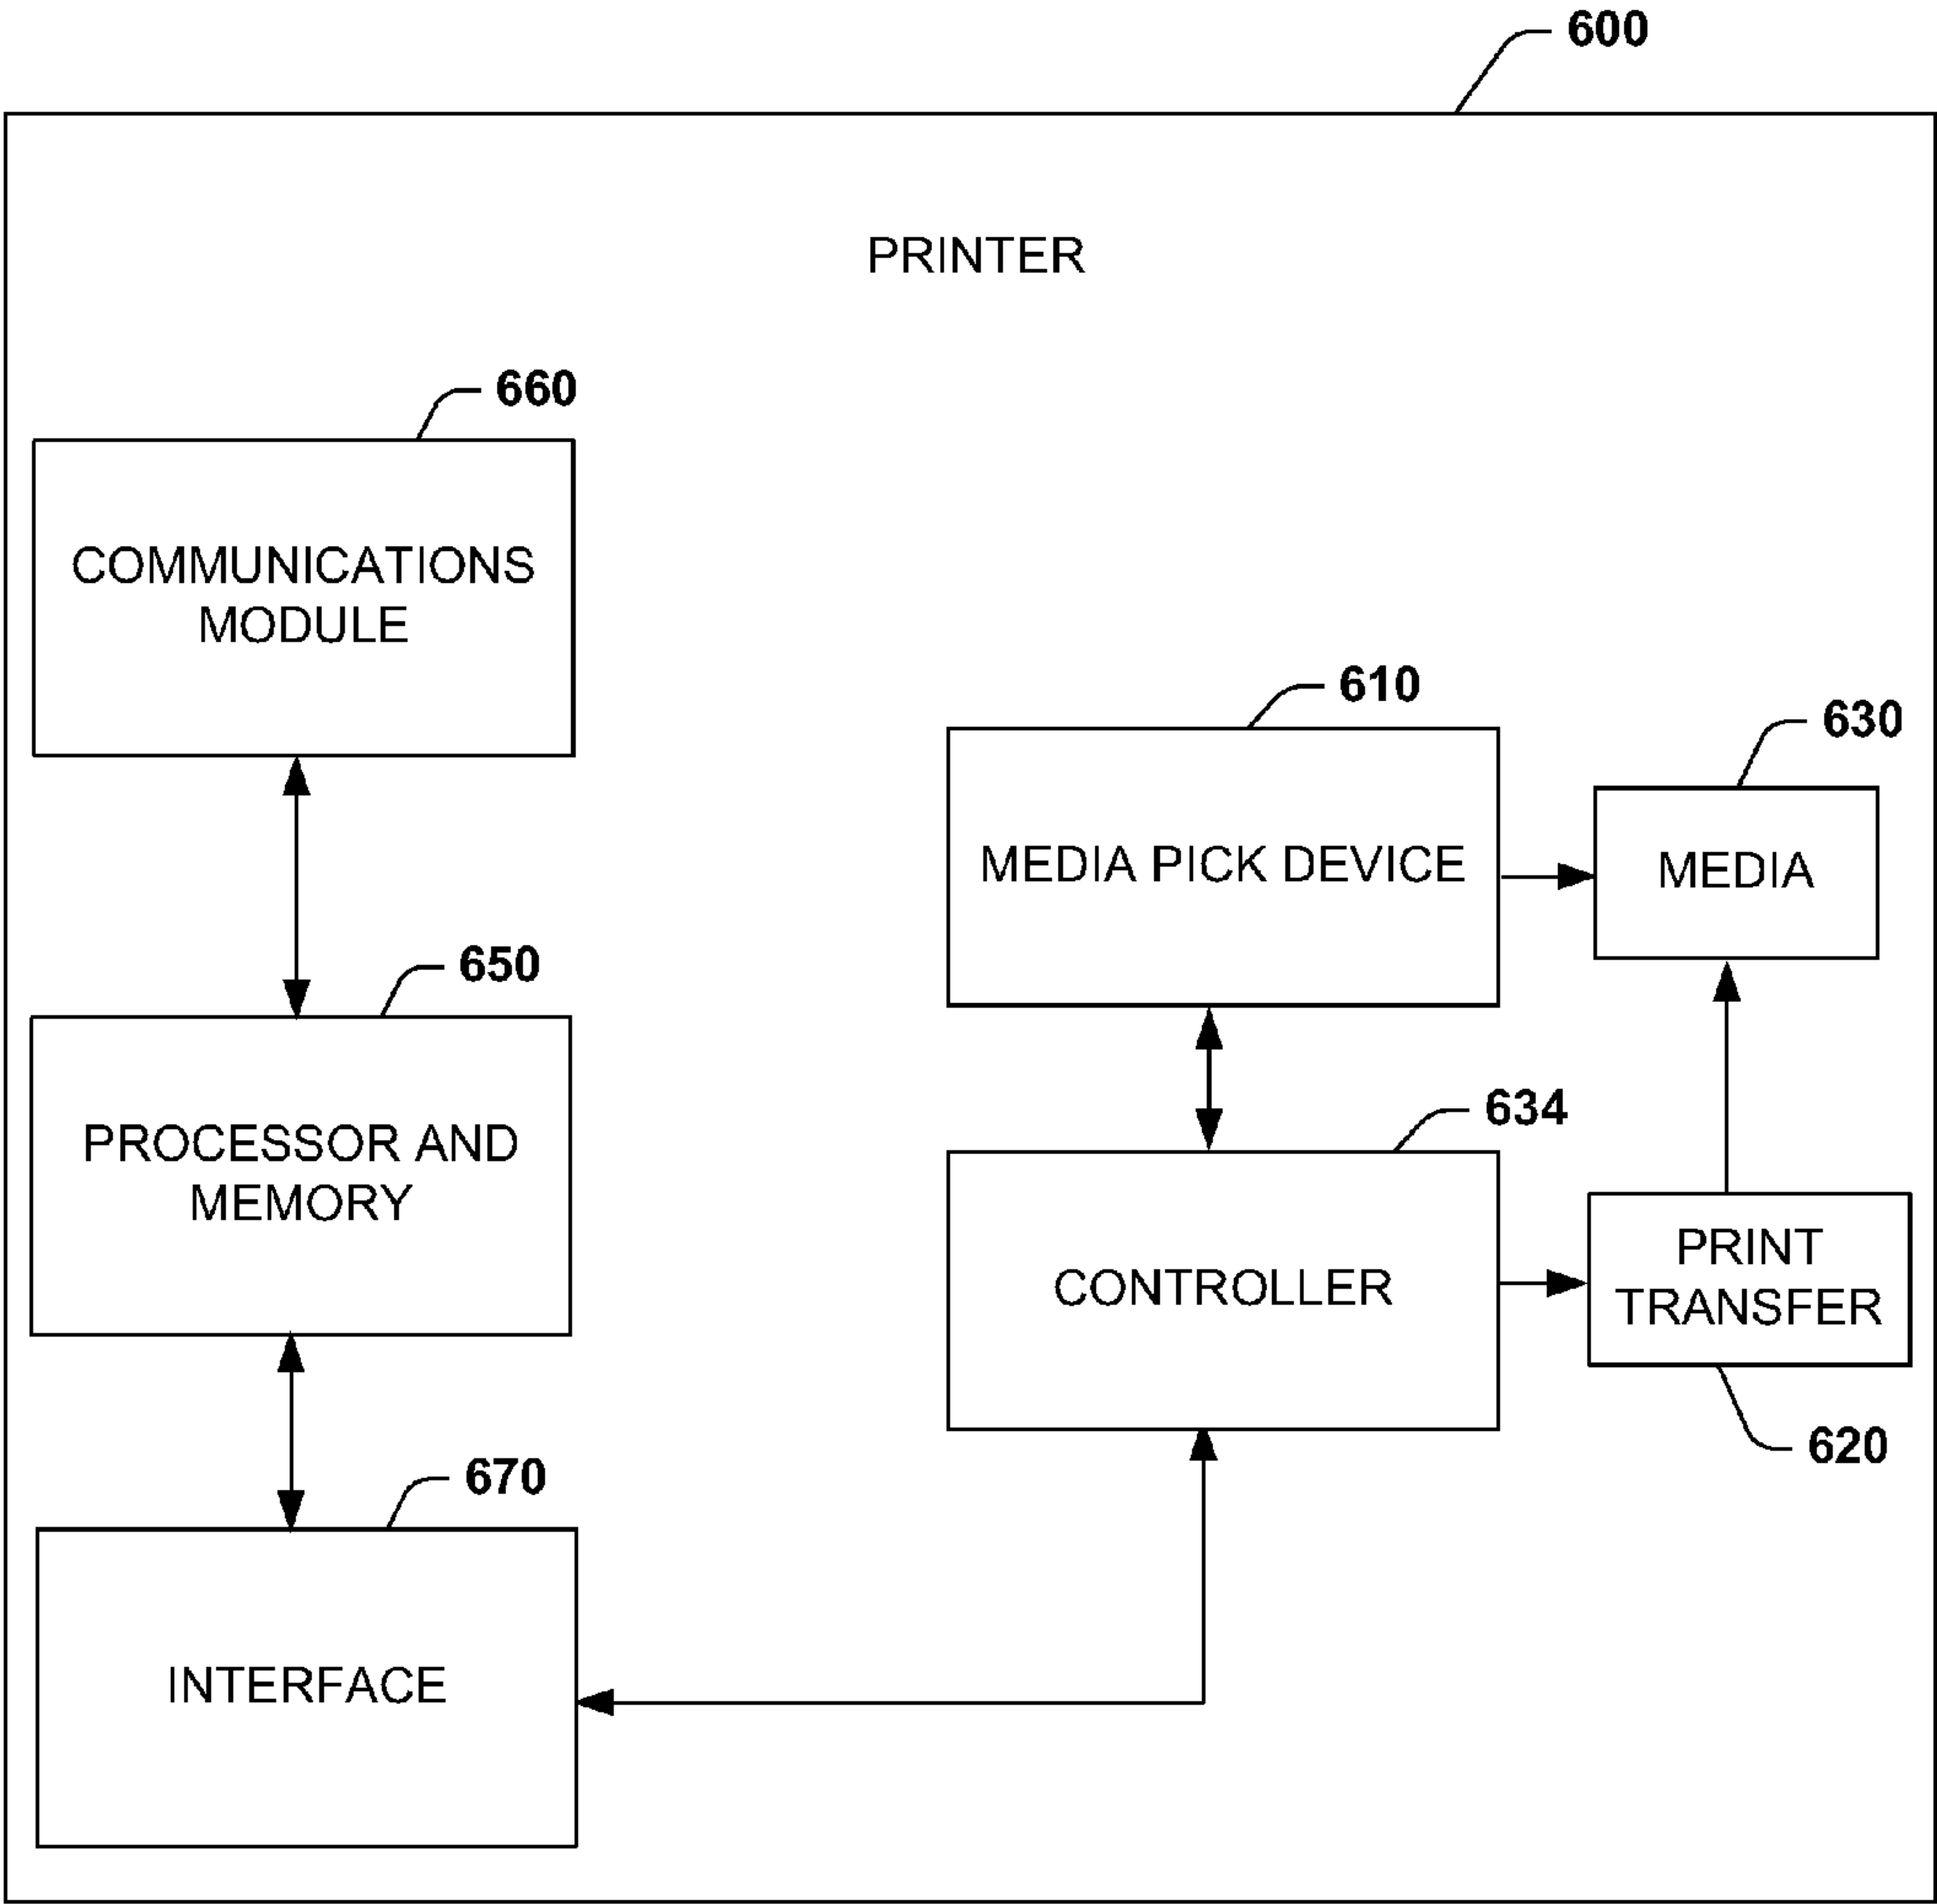 600
PRINTER
660
COMMUNICATIONS
MODULE
610
630
MEDIA PICK DEVICE
MEDIA
650
PROCESSOR AND
MEMORY
634
CONTROLLER
PRINT
TRANSFER
620
670
INTERFACE